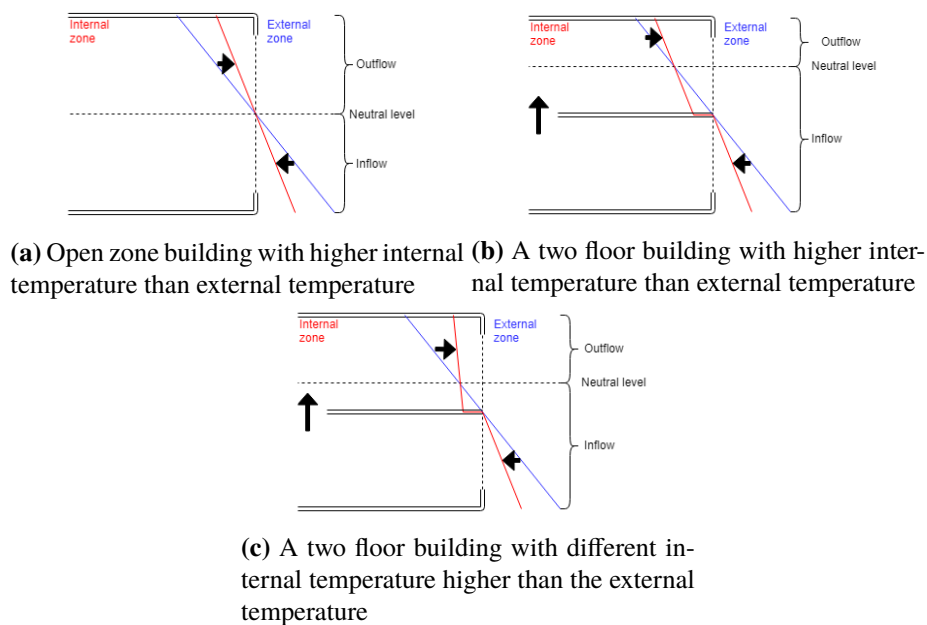 Internal
zone
External
zone
Outflow
Neutral level
Inflow
Internal
zone
External
zone
Outflow
Neutral level
Inflow
(a) Open zone building with higher internal
temperature than external temperature
(b) A two floor building with higher inter-
nal temperature than external temperature
Internal
zone
External
zone
Outflow
Neutral level
Inflow
(c) A two floor building with different in-
ternal temperature higher than the external
temperature